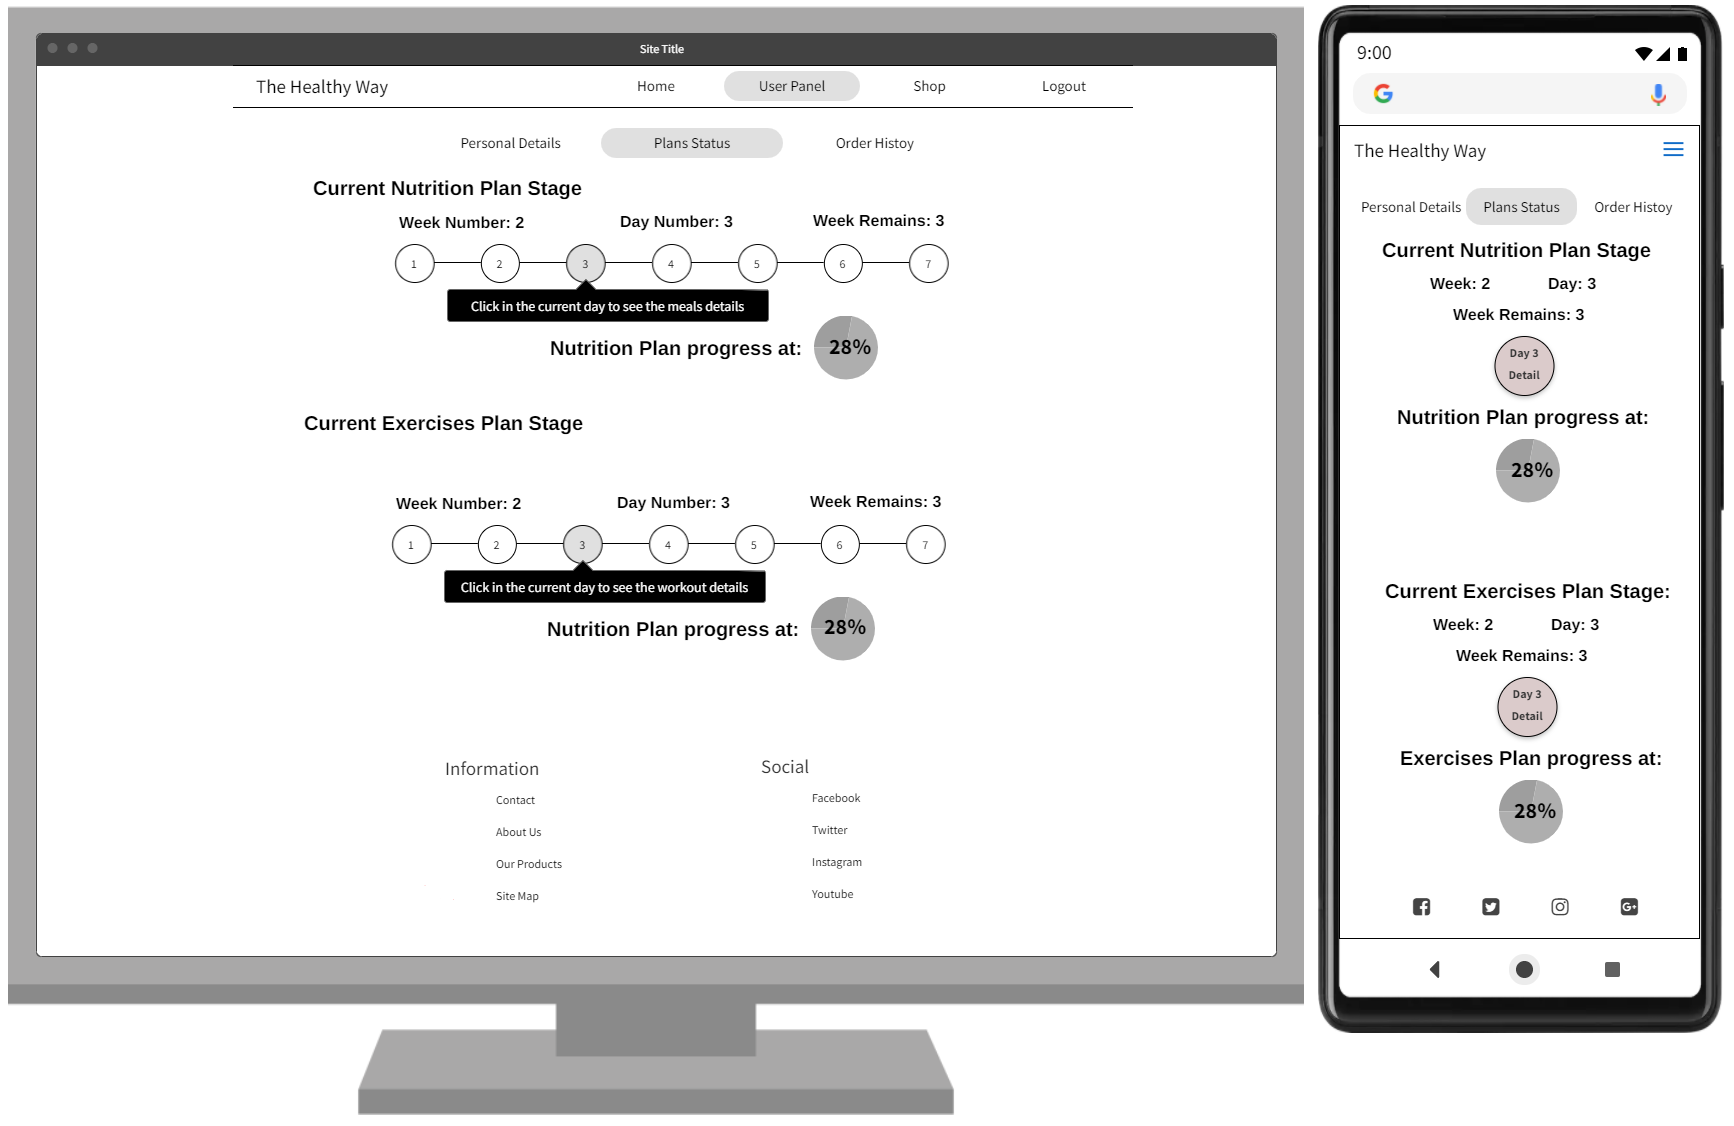 Site Title
The Healthy Way
Home
User Panel
Shop
Logout
Personal Details
Plans Status
Order Histoy
Current Nutrition Plan Stage
Week Number: 2
Day Number: 3
Week Remains: 3
1
2
3
4
5
6
7
Click in the current day to see the meals details
Nutrition Plan progress at:
28%
Current Exercises Plan Stage
Week Number: 2
Day Number: 3
Week Remains: 3
1
2
3
4
5
6
7
Click in the current day to see the workout details
Nutrition Plan progress at:
28%
Information
Contact
About Us
Our Products
Site Map
Social
Facebook
Twitter
Instagram
Youtube
9:00
The Healthy Way
Personal Details
Plans Status
Order Histoy
Current Nutrition Plan Stage
Week: 2
Day: 3
Week Remains: 3
Day 3
Detail
Nutrition Plan progress at:
28%
Current Exercises Plan Stage:
Week: 2
Day: 3
Week Remains: 3
Day 3
Detail
Exercises Plan progress at:
28%